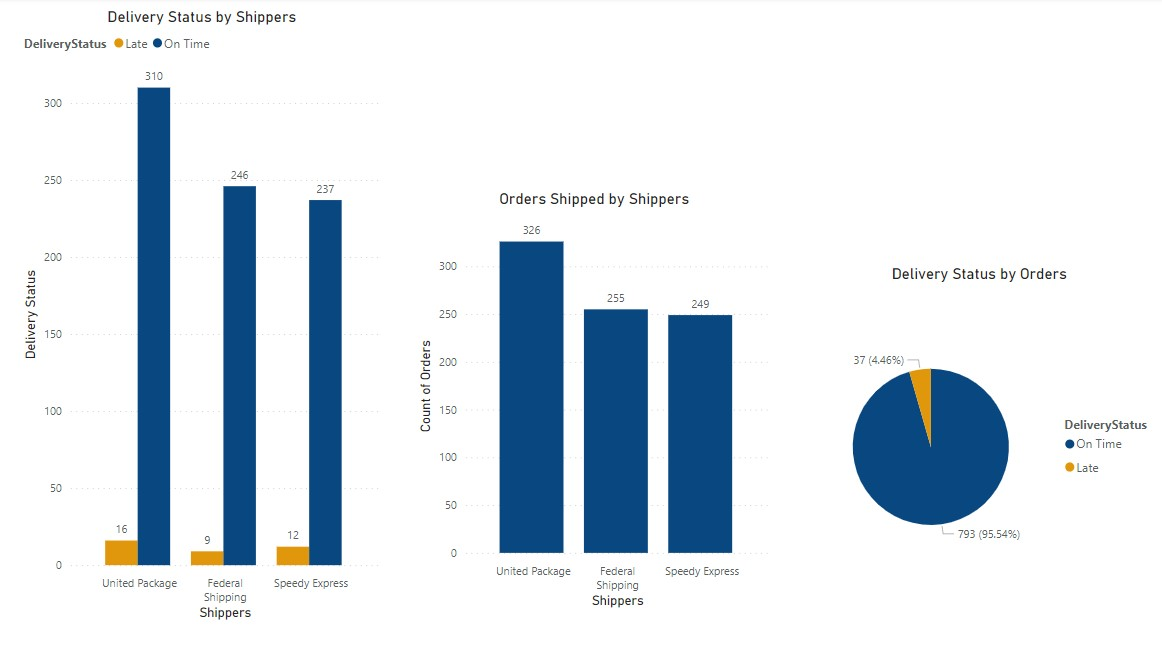 Delivery Status by Shippers
DeliveryStatus Late On Time
310
300
246
250
237
200
150
100
50
16
9
12
0
Delivery Status
United Package
Federal
Shipping
Speedy Express
Shippers
Orders Shipped by Shippers
326
300
255
249
250
200
150
100
50
0
Count of Orders
United Package
Federal
Shipping
Speedy Express
Shippers
Delivery Status by Orders
37 (4.46%)
793 (95.54%)
DeliveryStatus
On Time
Late